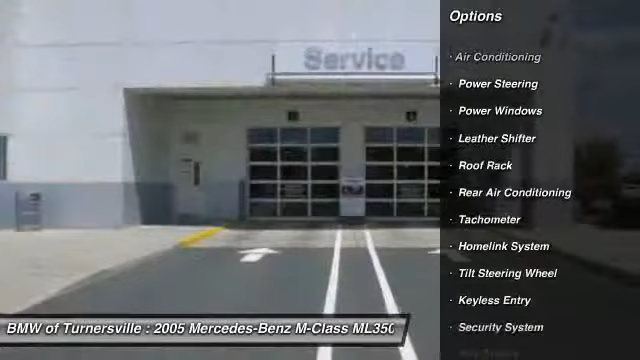 Options
· Air Conditioning
· Power Steering
· Power Windows
· Leather Shifter
· Roof Rack
· Rear Air Conditioning
· Tachometer
· Homelink System
· Tilt Steering Wheel
· Keyless Entry
· Security System
Service
BMW of Turnersville : 2005 Mercedes-Benz M-Class ML350